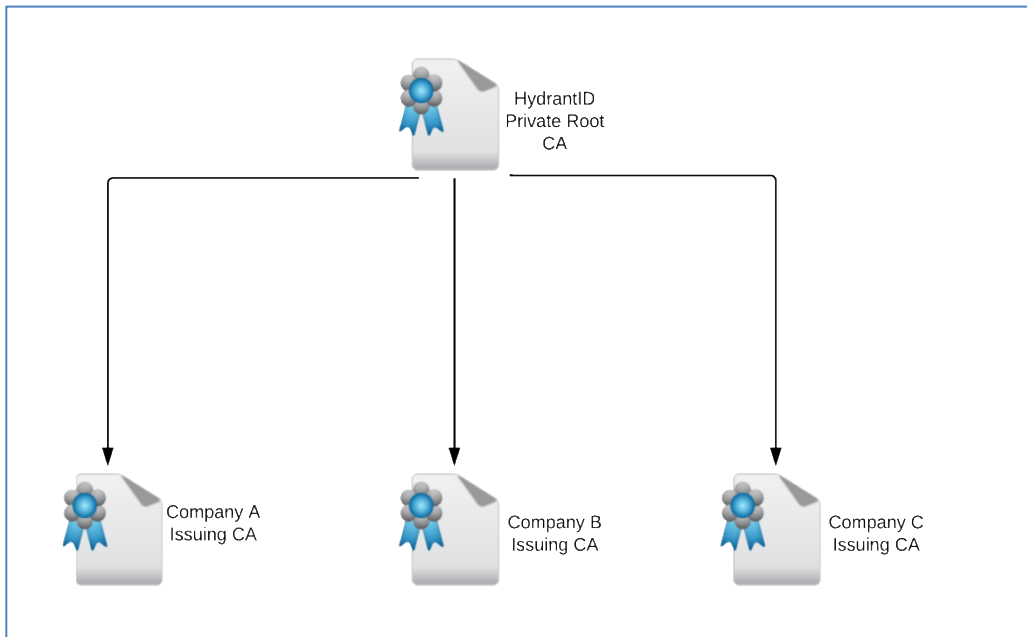 HydrantID
Private Root
CA
Company A
Issuing CA
Company B
Issuing CA
Company C
Issuing CA